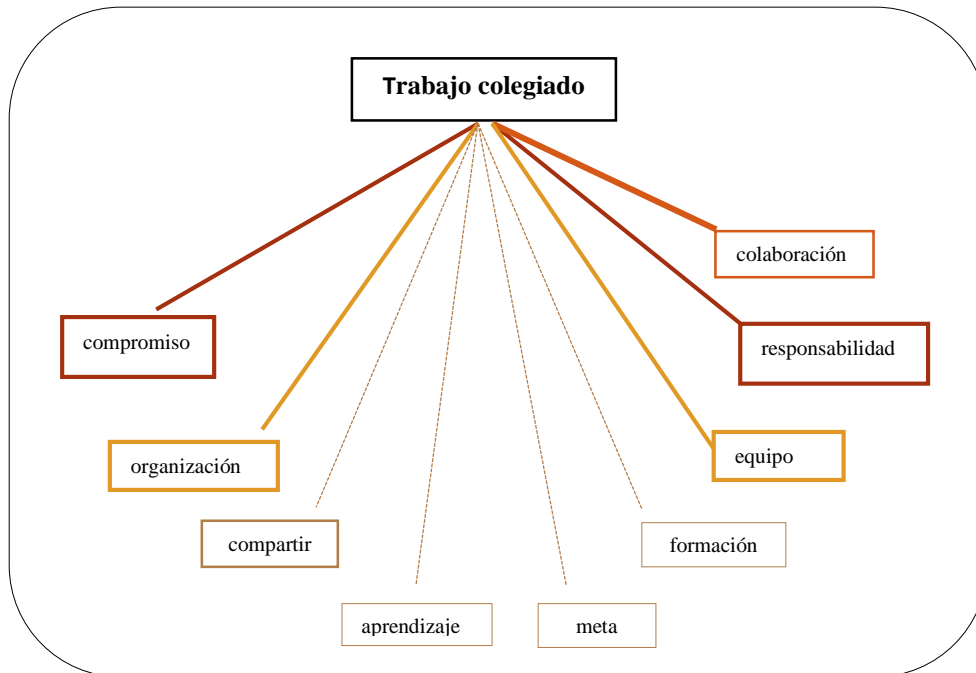 Trabajo colegiado
colaboración
compromiso
responsabilidad
organización
equipo
compartir
formación
aprendizaje
meta